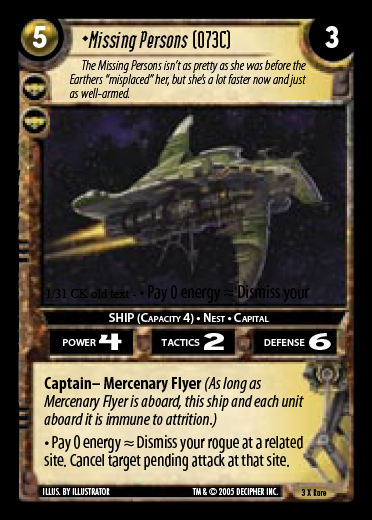 5
•Missing Persons (073C)
3
The Missing Persons isn't as pretty as she was before the
Earthers "misplaced" her, but she's a lot faster now and just
as well-armed.
1/31 CK old text - • Pay 0 energy ≈ Dismiss your
SHIP (CAPACITY 4) • NEST • CAPITAL
POWER 4 TACTICS 2 DEFENSE 6
Captain– Mercenary Flyer (As long as
Mercenary Flyer is aboard, this ship and each unit
aboard it is immune to attrition.)
• Pay 0 energy ≈ Dismiss your rogue at a related
site. Cancel target pending attack at that site.
ILLUS. BY ILLUSTRATOR TM & © 2005 DECIPHER INC. 3 X Rare